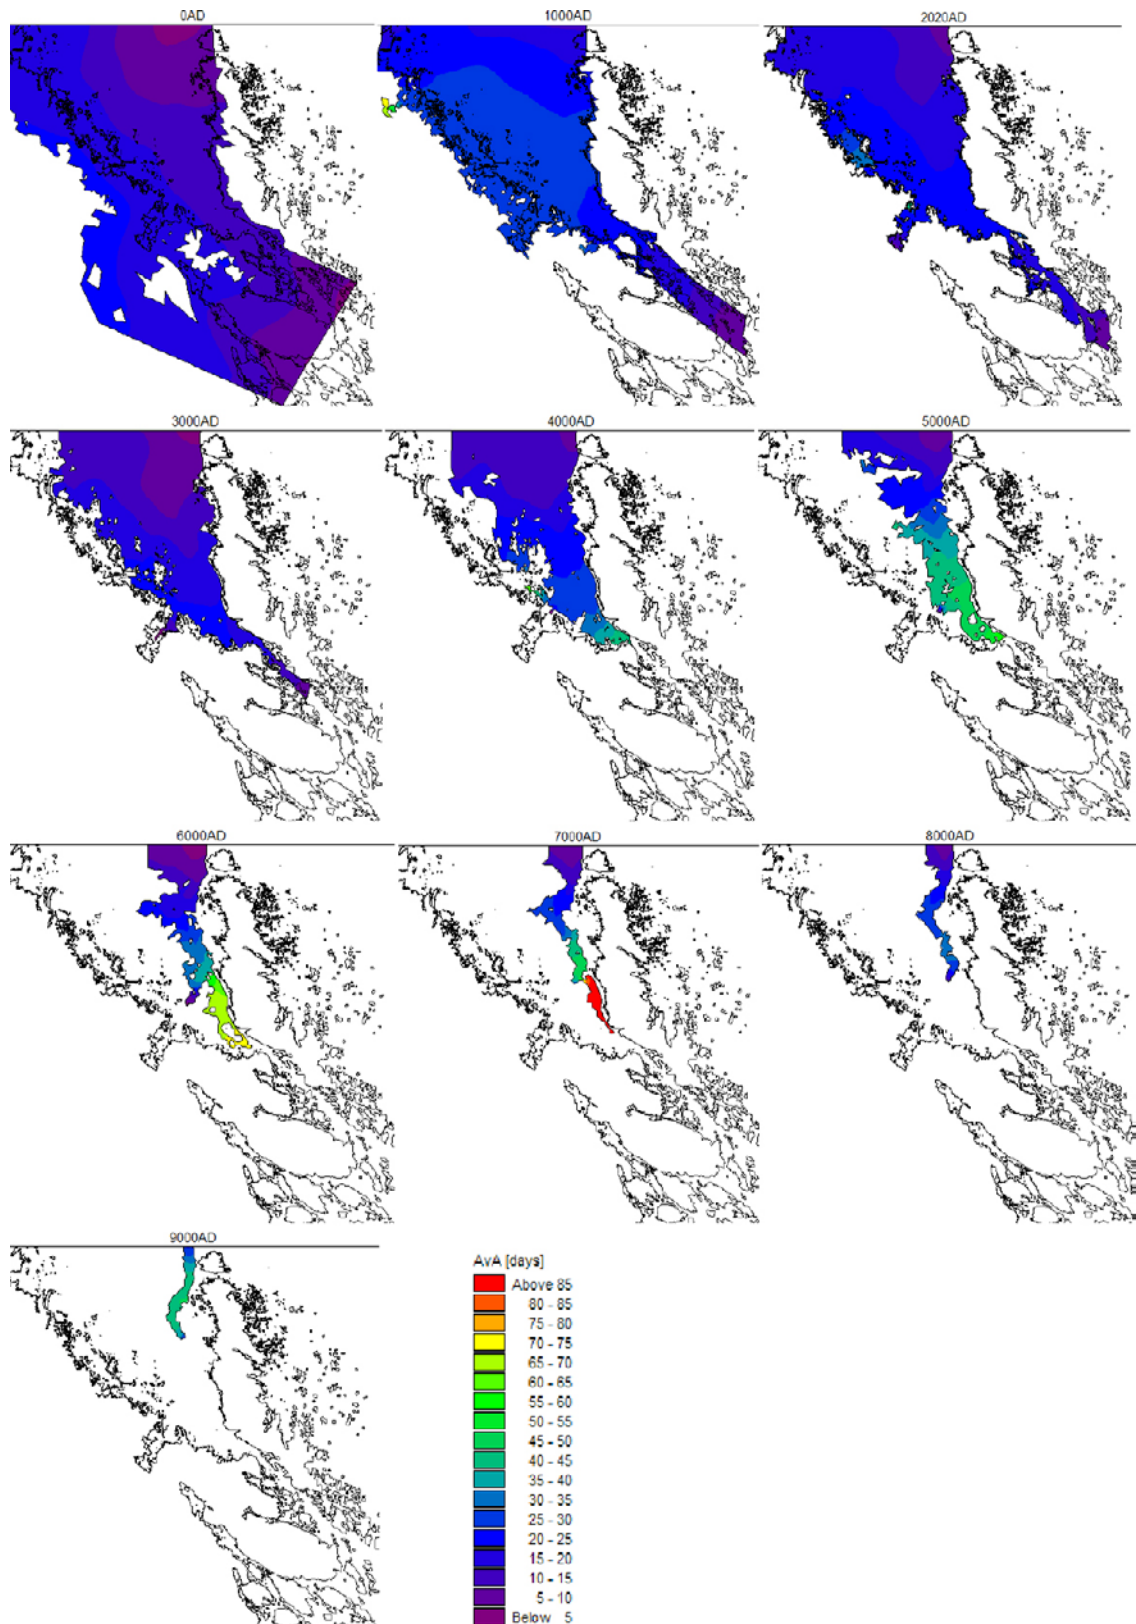 0AD 1000AD 2020AD
3000AD 4000AD 5000AD
6000AD 7000AD 8000AD
9000AD
AvA [days]
Above 85
80 - 85
75 - 80
70 - 75
65 - 70
60 - 65
55 - 60
50 - 55
45 - 50
40 - 45
35 - 40
30 - 35
25 - 30
20 - 25
15 - 20
10 - 15
5 - 10
Below 5